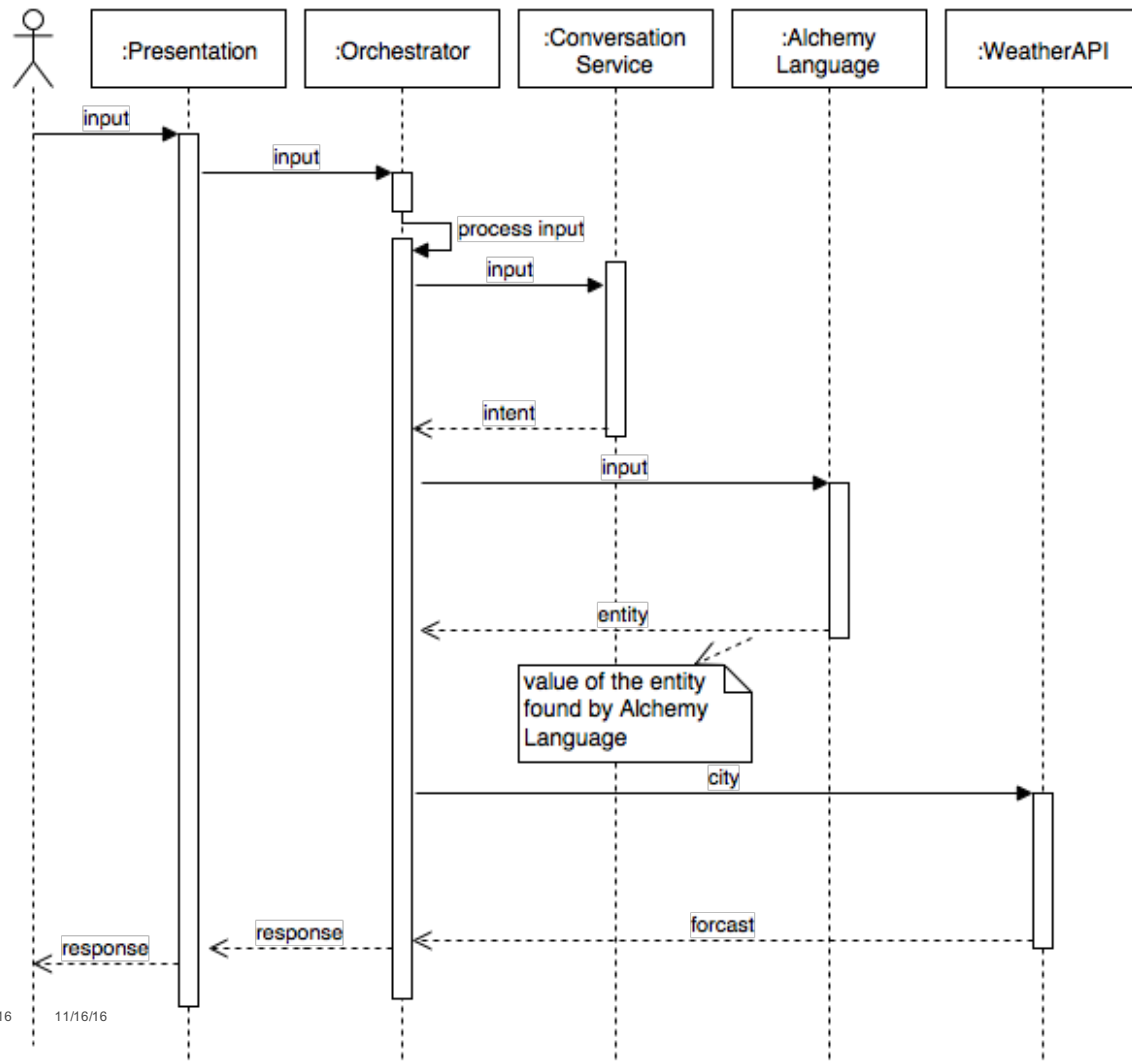 :Presentation
:Orchestrator
:Conversation
Service
:Alchemy
Language
:WeatherAPI
input
input
process input
input
intent
input
entity
value of the entity
found by Alchemy
Language
city
forcast
response
response
16
11/16/16